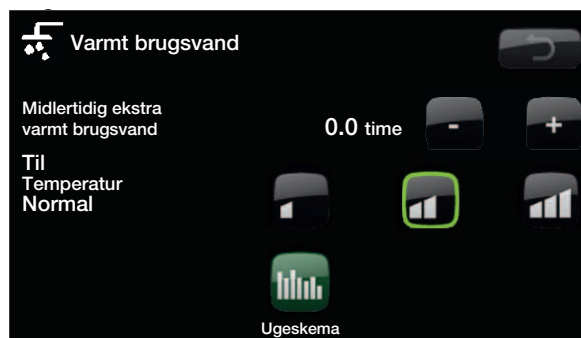 Varmt brugsvand
Midlertidig ekstra
varmt brugsvand
0.0 time
-
+
Til
Temperatur
Normal
Ugeskema